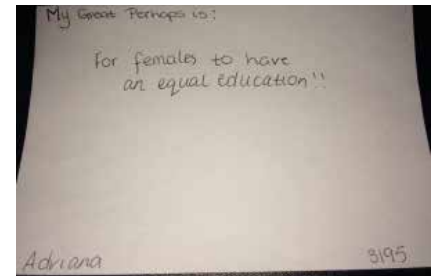 My Great Perhaps is:
For females to have
an equal education!!
Adriana
3195